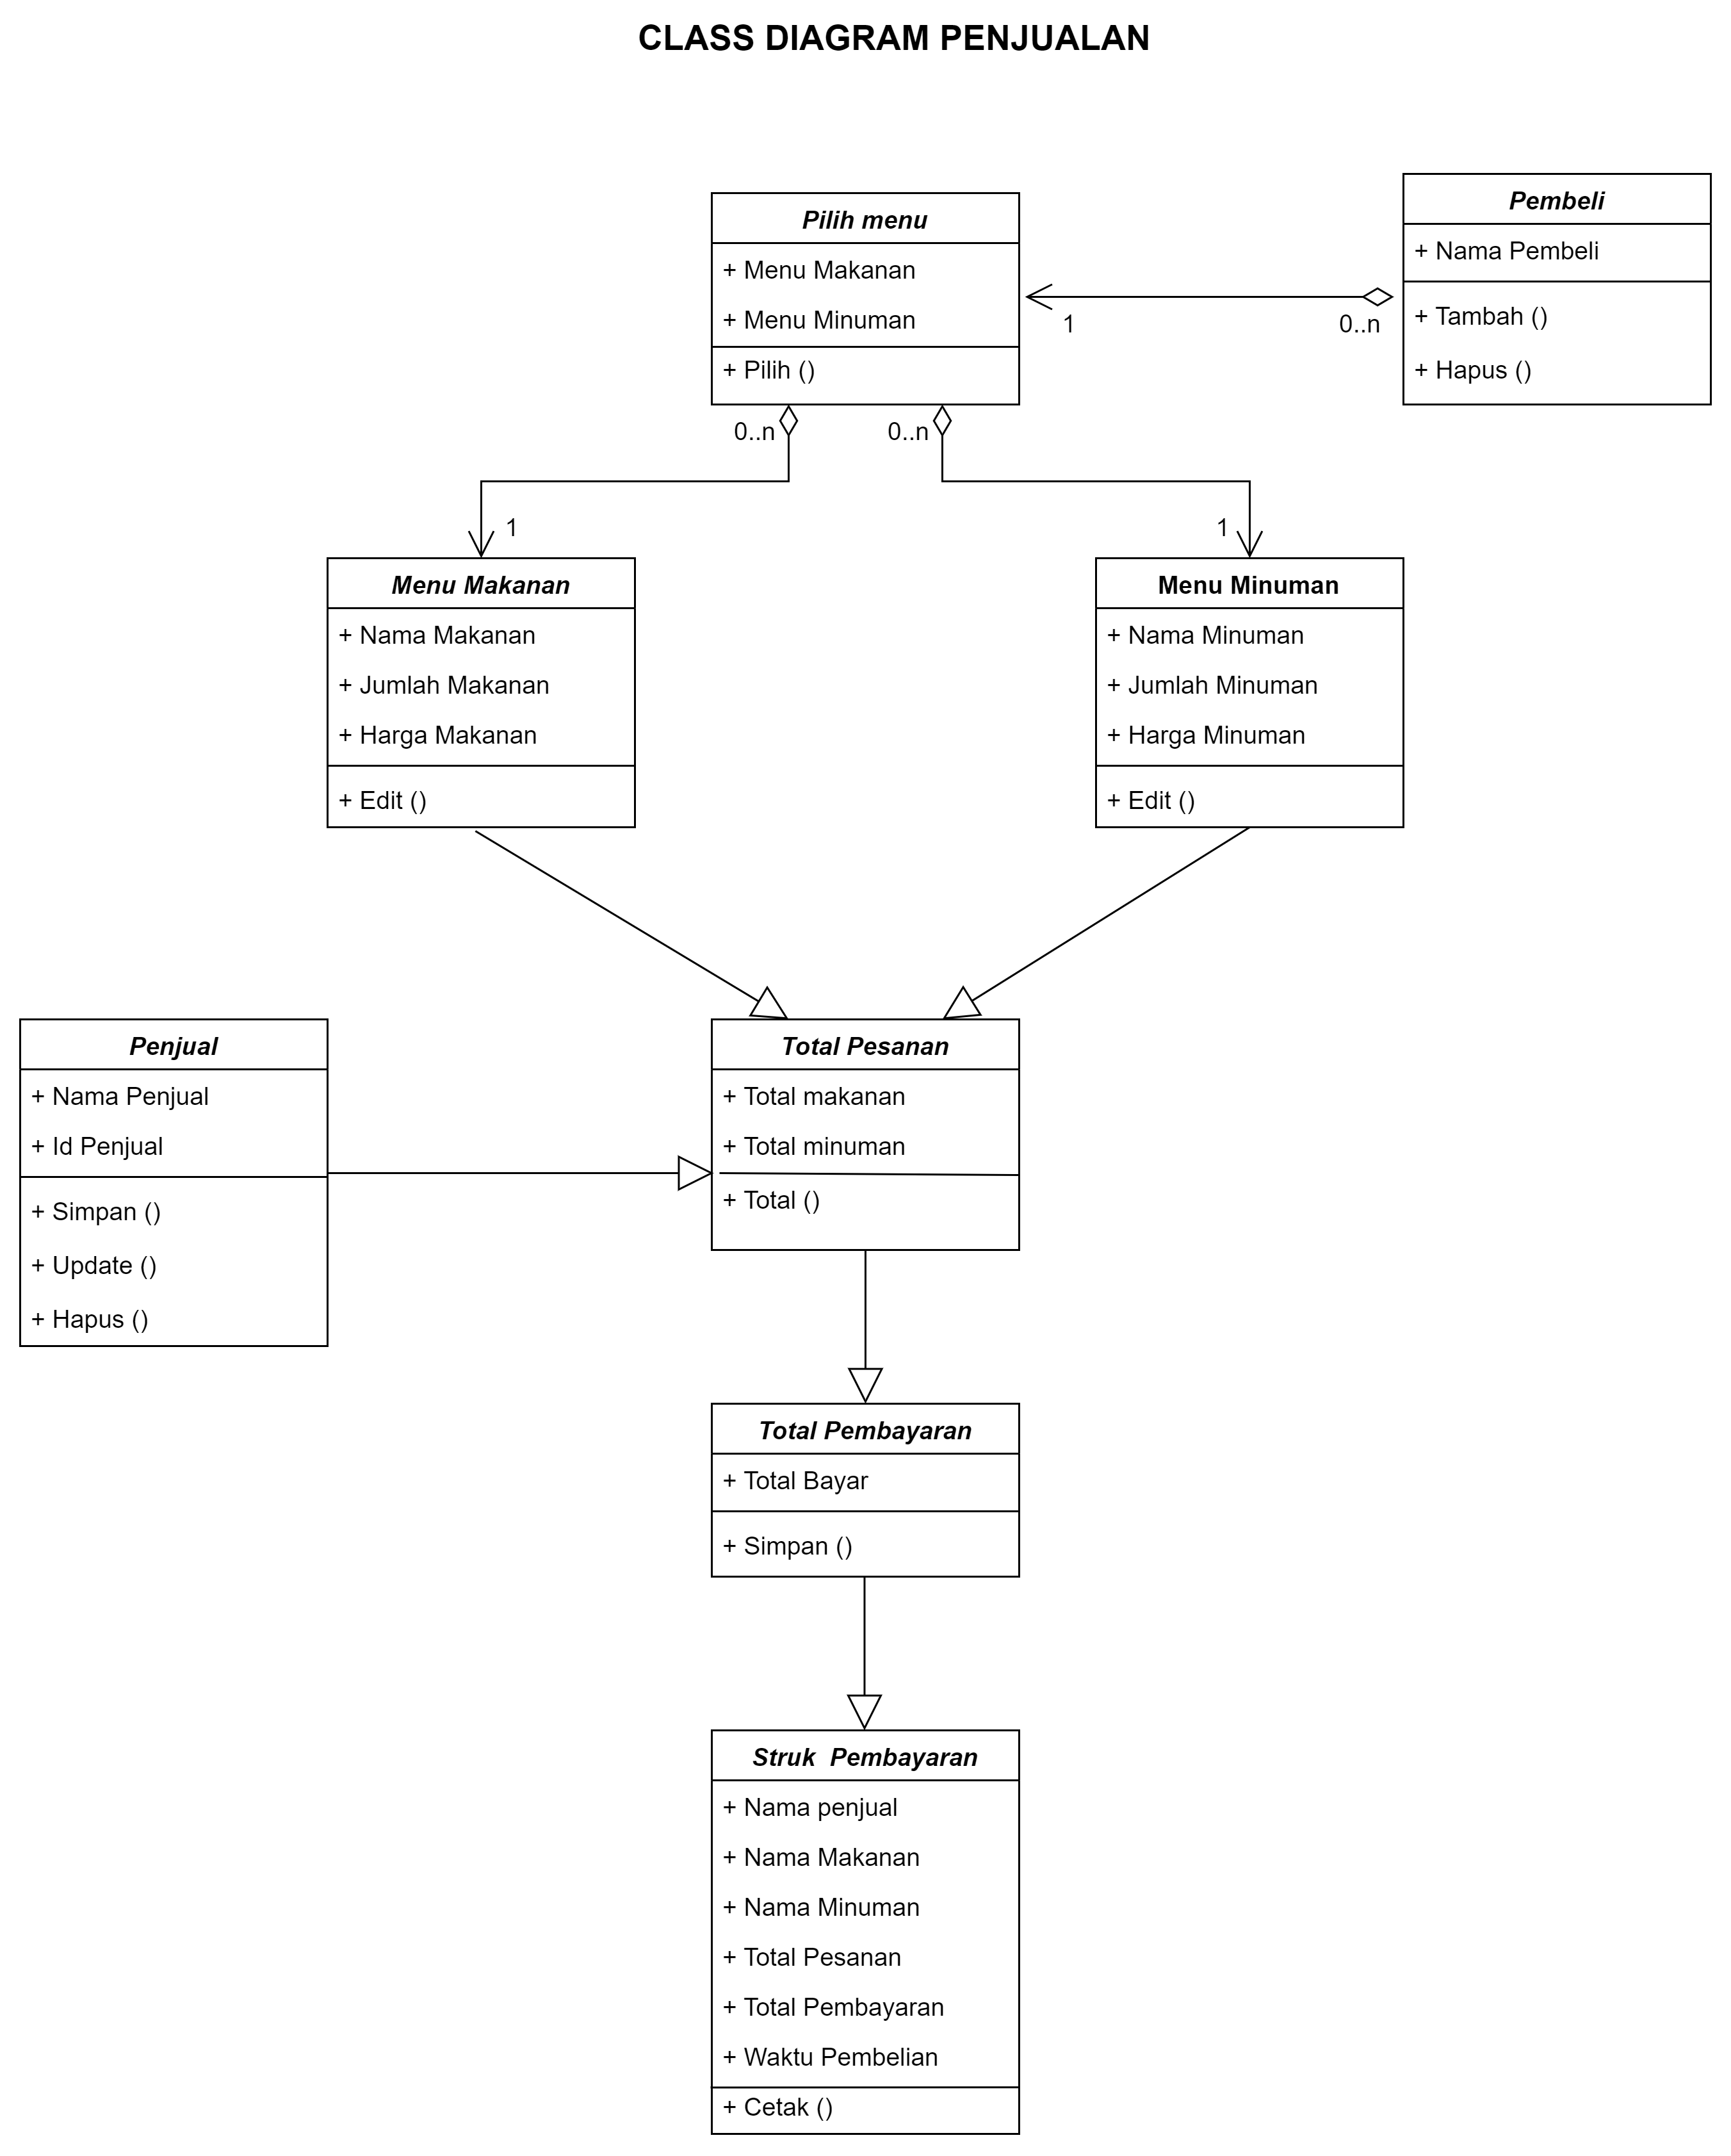 CLASS DIAGRAM PENJUALAN
Pilih menu
+ Menu Makanan
+ Menu Minuman
+ Pilih ()
Pembeli
+ Nama Pembeli
+ Tambah ()
+ Hapus ()
1
0..n
0..n
0..n
1
1
Menu Makanan
+ Nama Makanan
+ Jumlah Makanan
+ Harga Makanan
+ Edit ()
Menu Minuman
+ Nama Minuman
+ Jumlah Minuman
+ Harga Minuman
+ Edit ()
Penjual
+ Nama Penjual
+ Id Penjual
+ Simpan ()
+ Update ()
+ Hapus ()
Total Pesanan
+ Total makanan
+ Total minuman
+ Total ()
Total Pembayaran
+ Total Bayar
+ Simpan ()
Struk  Pembayaran
+ Nama penjual
+ Nama Makanan
+ Nama Minuman
+ Total Pesanan
+ Total Pembayaran
+ Waktu Pembelian
+ Cetak ()